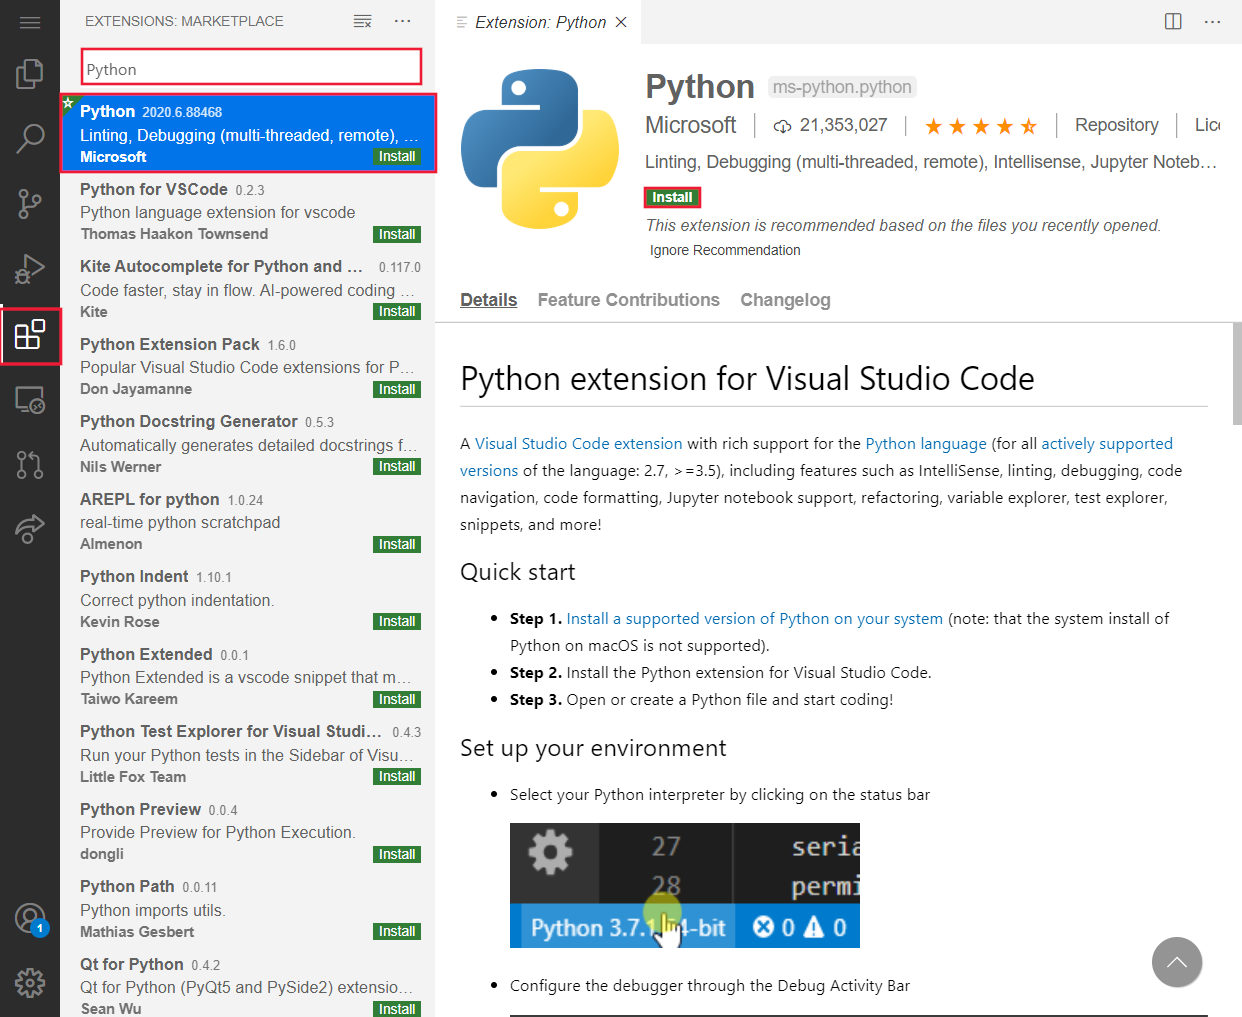 EXTENSIONS: MARKETPLACE
Python
Python 2020.6.88468
Linting, Debugging (multi-threaded, remote), ...
Microsoft Install
Python for VSCode 0.2.3
Python language extension for vscode
Thomas Haakon Townsend Install
Kite Autocomplete for Python and ... 0.117.0
Code faster, stay in flow. AI-powered coding ...
Kite Install
Python Extension Pack 1.6.0
Popular Visual Studio Code extensions for P...
Don Jayamanne Install
Python Docstring Generator 0.5.3
Automatically generates detailed docstrings f...
Nils Werner Install
AREPL for python 1.0.24
real-time python scratchpad
Almenon Install
Python Indent 1.10.1
Correct python indentation.
Kevin Rose Install
Python Extended 0.0.1
Python Extended is a vscode snippet that m...
Taiwo Kareem Install
Python Test Explorer for Visual Studi... 0.4.3
Run your Python tests in the Sidebar of Visu...
Little Fox Team Install
Python Preview 0.0.4
Provide Preview for Python Execution.
dongli Install
Python Path 0.0.11
Python imports utils.
Mathias Gesbert Install
Qt for Python 0.4.2
Qt for Python (PyQt5 and PySide2) extensio...
Sean Wu Install
1
Extension: Python
Python ms-python.python
Microsoft 21,353,027 Repository Lice
Linting, Debugging (multi-threaded, remote), Intellisense, Jupyter Noteb...
Install
This extension is recommended based on the files you recently opened.
Ignore Recommendation
Details Feature Contributions Changelog
Python extension for Visual Studio Code
A Visual Studio Code extension with rich support for the Python language (for all actively supported
versions of the language: 2.7, >=3.5), including features such as IntelliSense, linting, debugging, code
navigation, code formatting, Jupyter notebook support, refactoring, variable explorer, test explorer,
snippets, and more!
Quick start
• Step 1. Install a supported version of Python on your system (note: that the system install of
Python on macOS is not supported).
• Step 2. Install the Python extension for Visual Studio Code.
• Step 3. Open or create a Python file and start coding!
Set up your environment
• Select your Python interpreter by clicking on the status bar
27 seria
28 permi
Python 3.7.1 64-bit 0 0
• Configure the debugger through the Debug Activity Bar